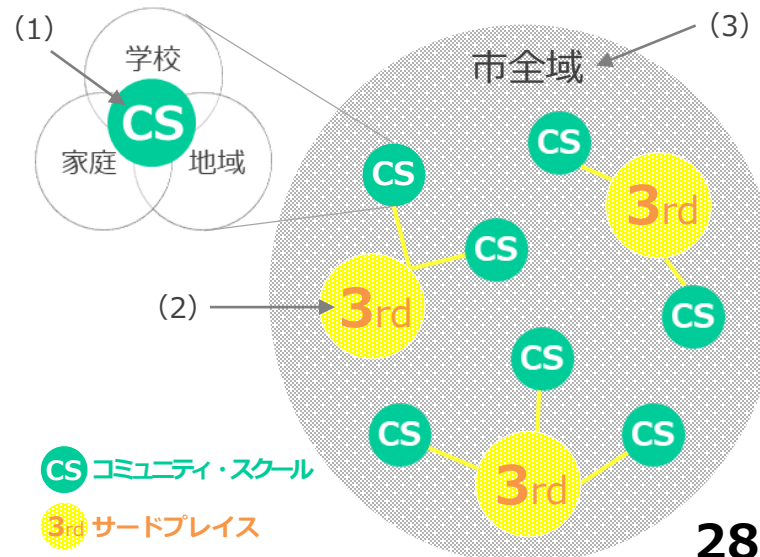 (1)
学校
CS
家庭
地域
(3)
市全域
CS
CS
3rd
CS
(2)
3rd
CS
CS
CS
CS
3rd
CS コミュニティ・スクール
3rd サードプレイス
28